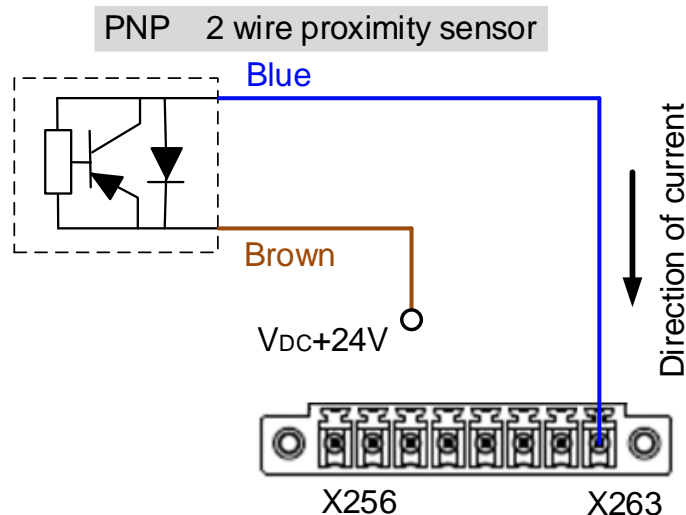 PNP 2 wire proximity sensor
Blue
Brown
VDC+24V
Direction of current
X256
X263